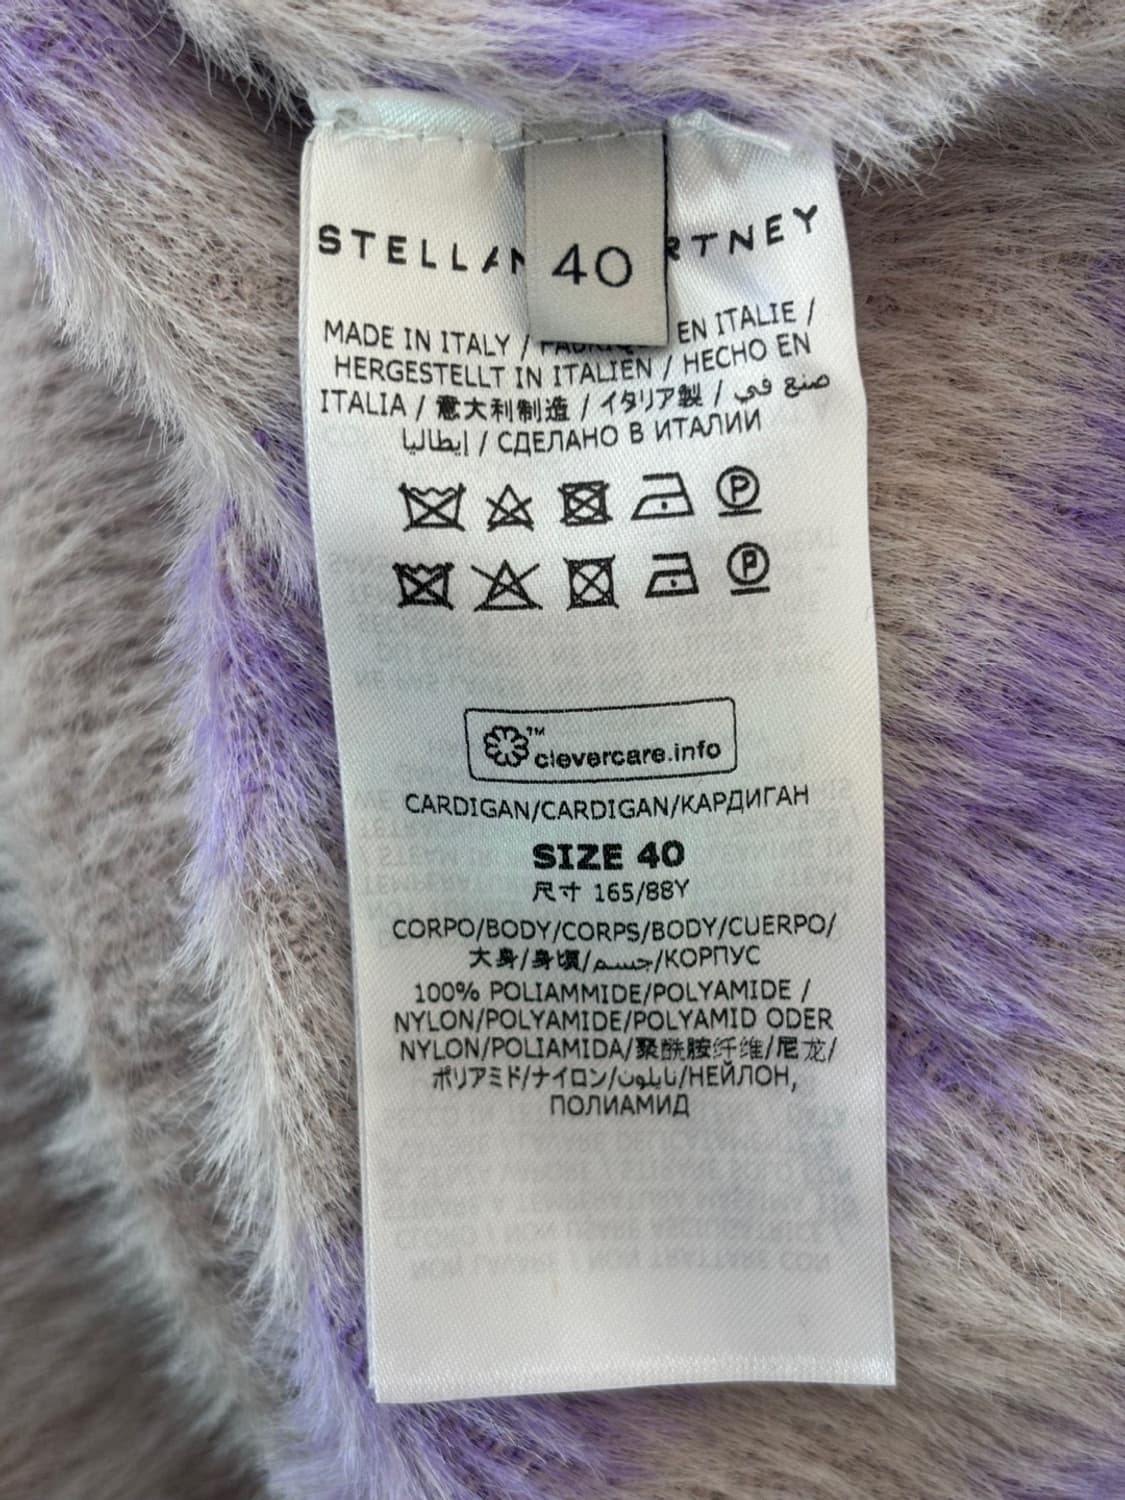 STELLA RTNEY
40
MADE IN ITALY / FABRIQ EN ITALIE /
HERGESTELLT IN ITALIEN / HECHO EN
ITALIA / 意大利制造 / イタリア製 / صنع في
إيطاليا / СДЕЛАНО В ИТАЛИИ
P
P
™ clevercare.info
CARDIGAN/CARDIGAN/КАРДИГАН
SIZE 40
尺寸 165/88Y
CORPO/BODY/CORPS/BODY/CUERPO/
大身/身頃/جسم/КОРПУС
100% POLIAMMIDE/POLYAMIDE /
NYLON/POLYAMIDE/POLYAMID ODER
NYLON/POLIAMIDA/聚酰胺纤维/尼龙/
ポリアミド/ナイロン/نايلون/НЕЙЛОН,
ПОЛИАМИД